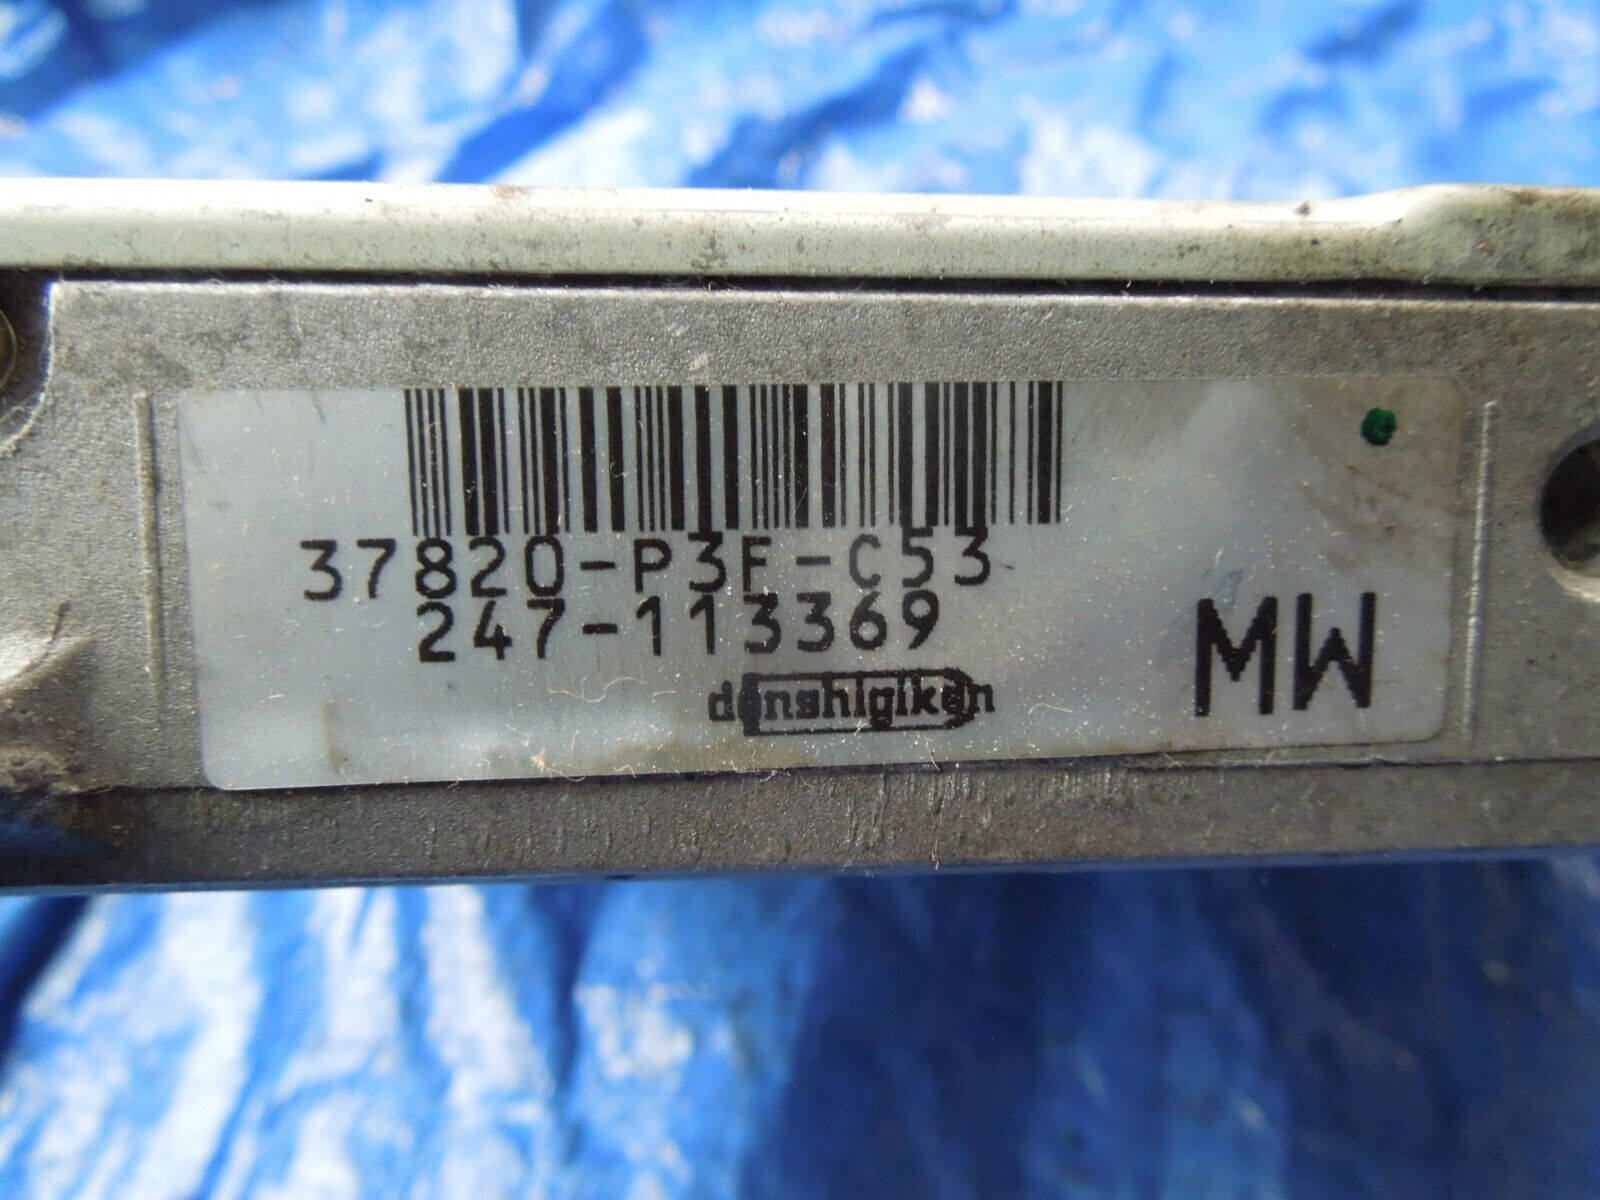 37820-P3F-C53
247-113369
denshigiken
MW